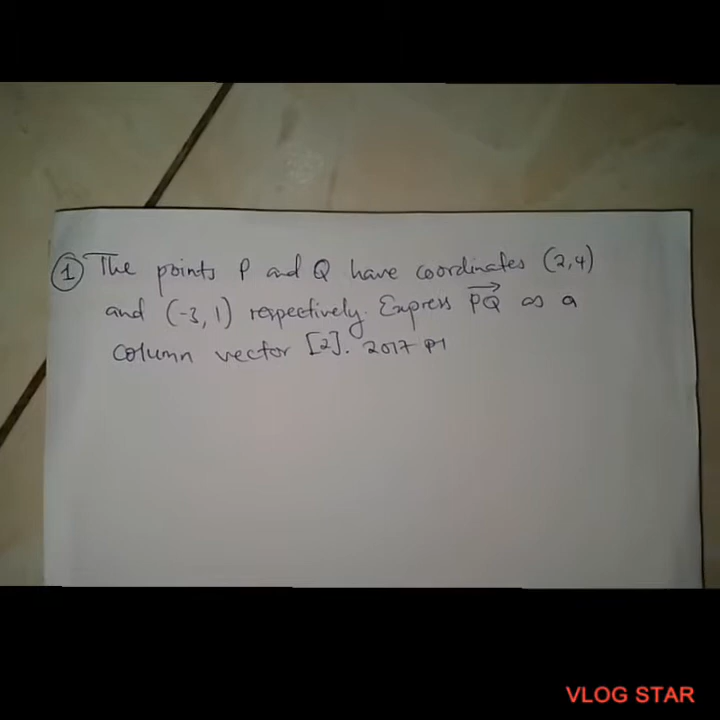 ① The points P and Q have coordinates (2,4)
and (-3,1) respectively. Express \overrightarrow{PQ} as a
column vector [2]. 2017 P1
VLOG STAR